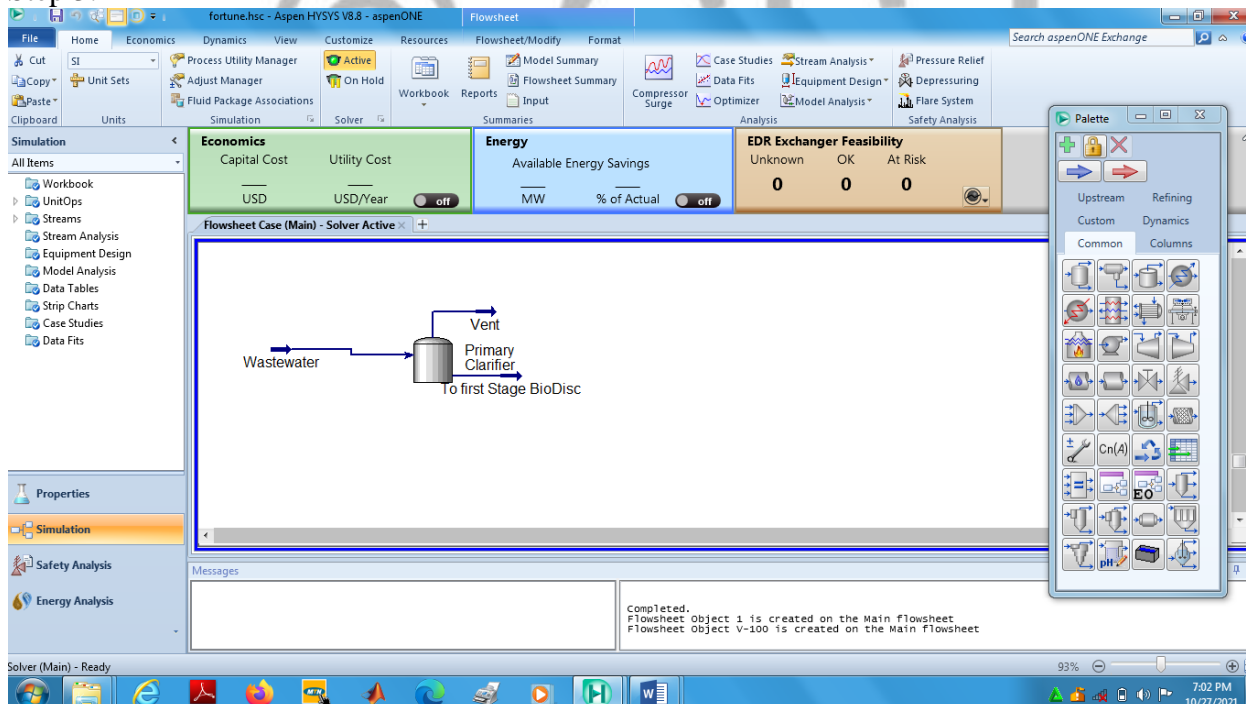 fortune.hsc - Aspen HYSYS V8.8 - aspenONE
Flowsheet
File Home Economics Dynamics View Customize Resources Flowsheet/Modify Format
Search aspenONE Exchange
Cut
Copy
Paste
Clipboard
SI
Unit Sets
Units
Process Utility Manager
Adjust Manager
Fluid Package Associations
Simulation
Active
On Hold
Solver
Workbook
Reports
Model Summary
Flowsheet Summary
Input
Summaries
Compressor
Surge
Case Studies
Data Fits
Optimizer
Stream Analysis
Equipment Design
Model Analysis
Analysis
Pressure Relief
Depressuring
Flare System
Safety Analysis
Simulation
All Items
Workbook
UnitOps
Streams
Stream Analysis
Equipment Design
Model Analysis
Data Tables
Strip Charts
Case Studies
Data Fits
Properties
Simulation
Safety Analysis
Energy Analysis
Economics
Capital Cost Utility Cost
USD USD/Year off
Energy
Available Energy Savings
MW % of Actual off
EDR Exchanger Feasibility
Unknown OK At Risk
0 0 0
Flowsheet Case (Main) - Solver Active × +
Vent
Wastewater
Primary
Clarifier
To first Stage BioDisc
Palette
Upstream Refining
Custom Dynamics
Common Columns
Cn(A)
EO
pH
Messages
Completed.
Flowsheet Object 1 is created on the Main flowsheet
Flowsheet Object V-100 is created on the Main flowsheet
Solver (Main) - Ready
93%
7:02 PM
10/27/2021